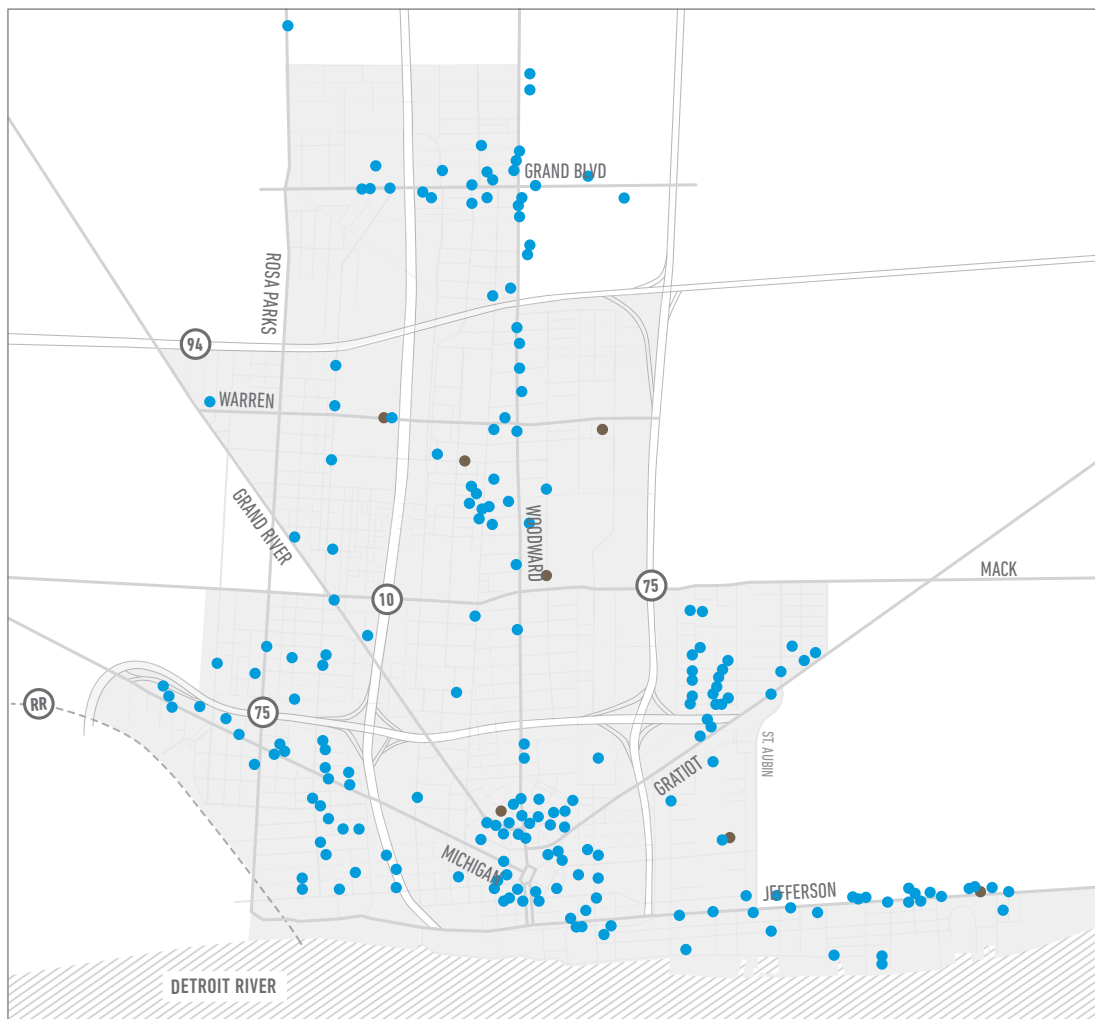 GRAND BLVD
ROSA PARKS
94
WARREN
GRAND RIVER
WOODWARD
MACK
10
75
RR
75
ST. AUBIN
GRATIOT
MICHIGAN
JEFFERSON
DETROIT RIVER